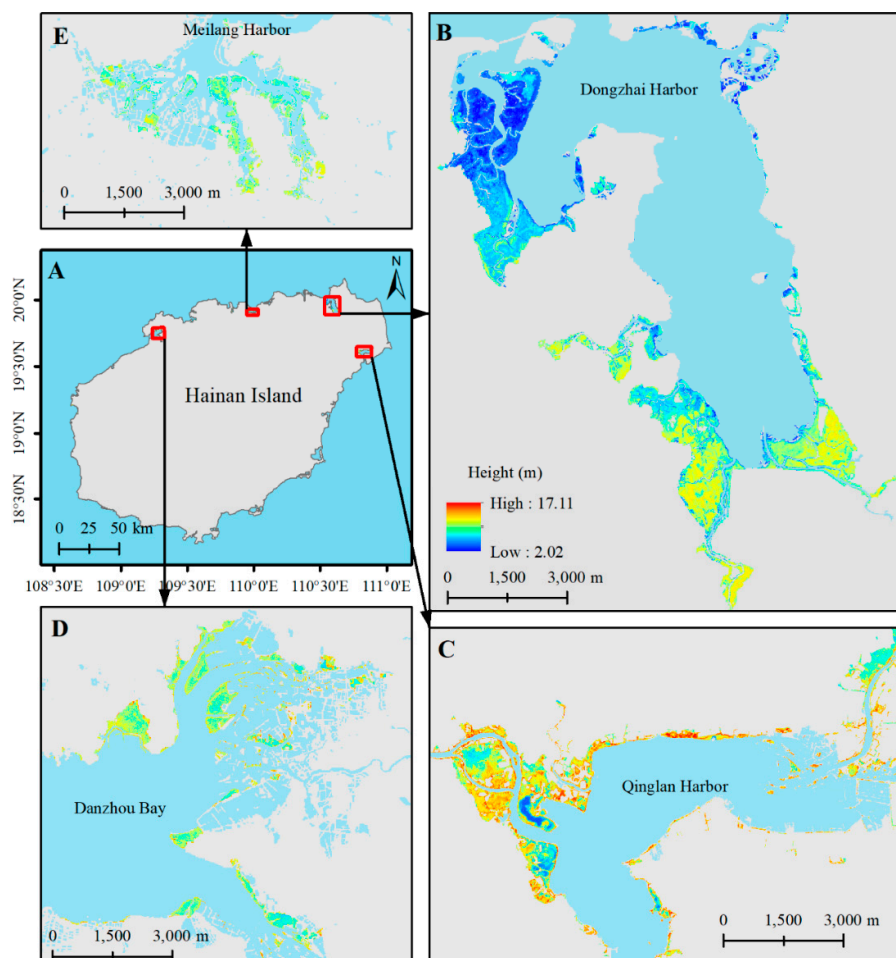 E
Meilang Harbor
0 1,500 3,000 m
B
Dongzhai Harbor
Height (m)
High : 17.11
Low : 2.02
0 1,500 3,000 m
A
N
Hainan Island
20°0'N
19°30'N
19°0'N
18°30'N
0 25 50 km
108°30'E 109°0'E 109°30'E 110°0'E 110°30'E 111°0'E
D
Danzhou Bay
0 1,500 3,000 m
C
Qinglan Harbor
0 1,500 3,000 m